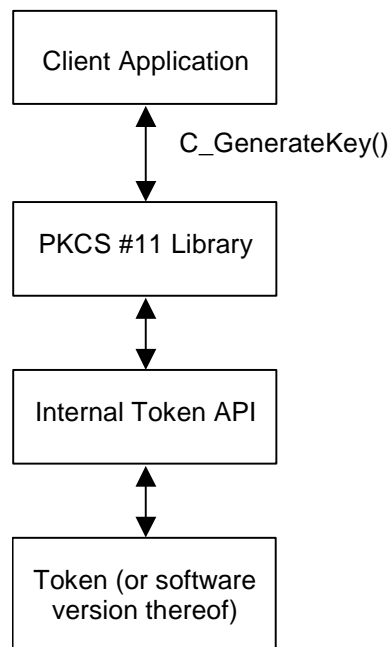 Client Application
C_GenerateKey()
PKCS #11 Library
Internal Token API
Token (or software
version thereof)